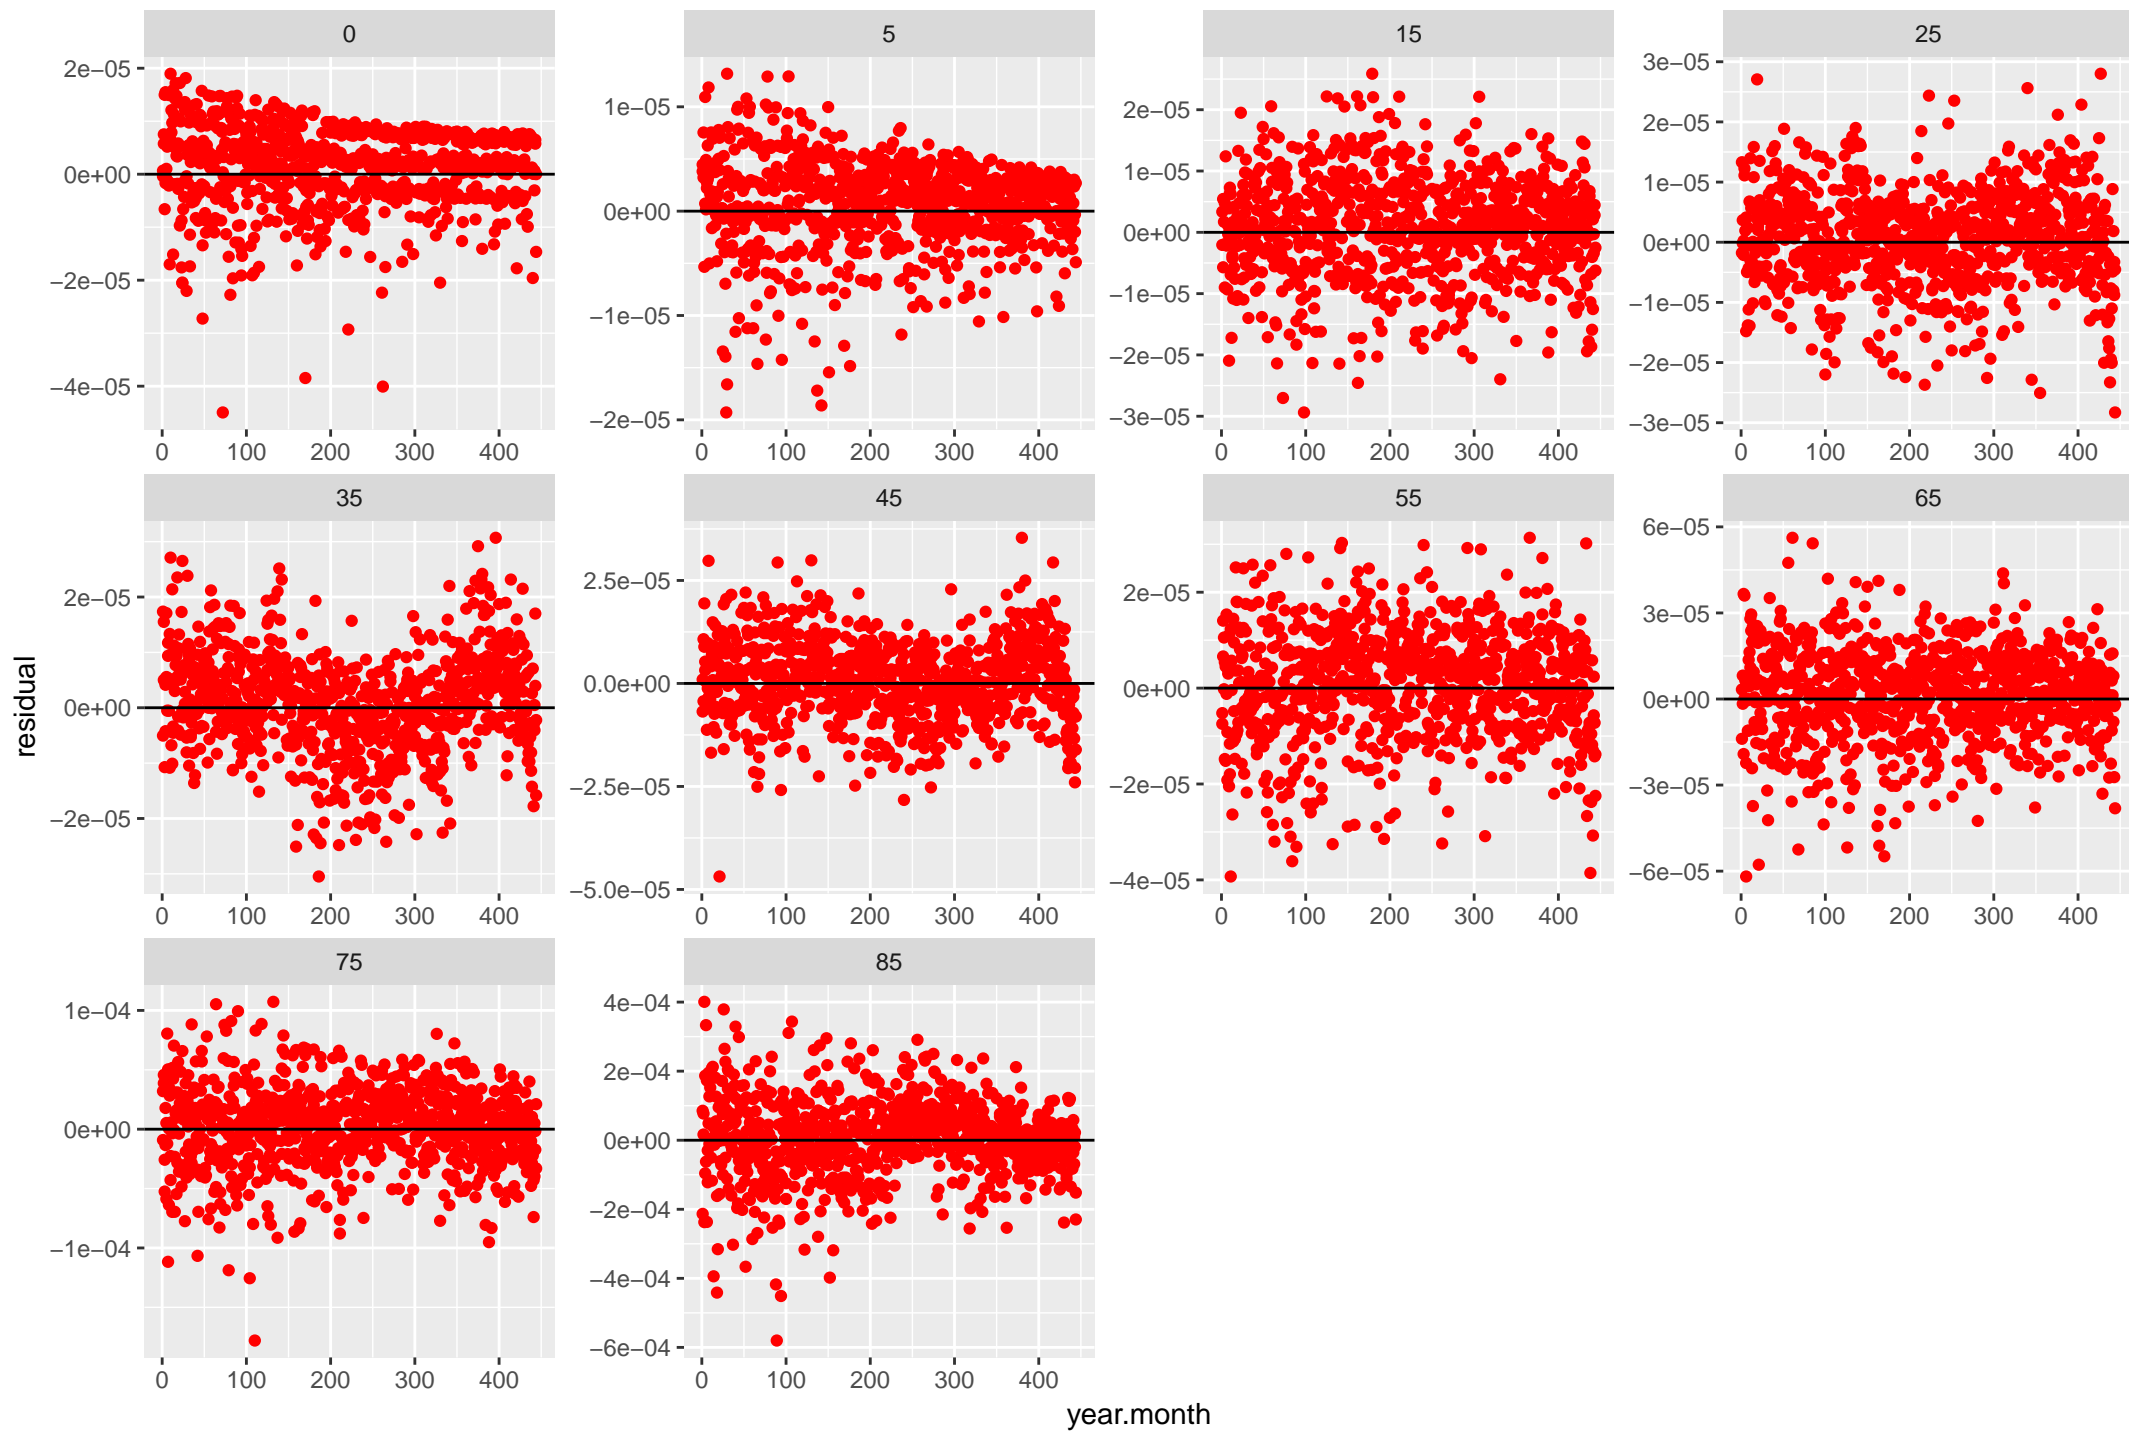 0 5 15 25
2e−05
0e+00
−2e−05
−4e−05
1e−05
0e+00
−1e−05
−2e−05
2e−05
1e−05
0e+00
−1e−05
−2e−05
−3e−05
3e−05
2e−05
1e−05
0e+00
−1e−05
−2e−05
−3e−05
0 100 200 300 400 0 100 200 300 400 0 100 200 300 400 0 100 200 300 400
35 45 55 65
2e−05
0e+00
−2e−05
2.5e−05
0.0e+00
−2.5e−05
−5.0e−05
2e−05
0e+00
−2e−05
−4e−05
6e−05
3e−05
0e+00
−3e−05
−6e−05
0 100 200 300 400 0 100 200 300 400 0 100 200 300 400 0 100 200 300 400
75 85
1e−04
0e+00
−1e−04
4e−04
2e−04
0e+00
−2e−04
−4e−04
−6e−04
0 100 200 300 400 0 100 200 300 400
residual
year.month